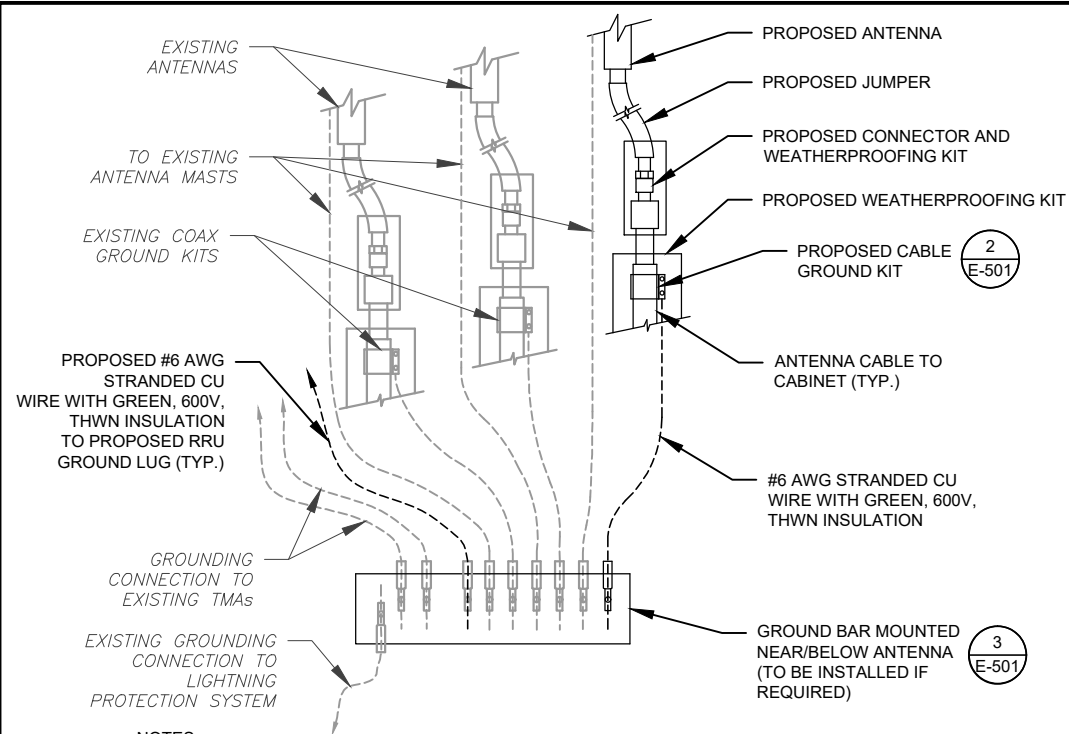 EXISTING
ANTENNAS
TO EXISTING
ANTENNA MASTS
EXISTING COAX
GROUND KITS
PROPOSED #6 AWG
STRANDED CU
WIRE WITH GREEN, 600V,
THWN INSULATION
TO PROPOSED RRU
GROUND LUG (TYP.)
GROUNDING
CONNECTION TO
EXISTING TMAs
EXISTING GROUNDING
CONNECTION TO
LIGHTNING
PROTECTION SYSTEM
PROPOSED ANTENNA
PROPOSED JUMPER
PROPOSED CONNECTOR AND
WEATHERPROOFING KIT
PROPOSED WEATHERPROOFING KIT
PROPOSED CABLE
GROUND KIT
2
E-501
ANTENNA CABLE TO
CABINET (TYP.)
#6 AWG STRANDED CU
WIRE WITH GREEN, 600V,
THWN INSULATION
GROUND BAR MOUNTED
NEAR/BELOW ANTENNA
(TO BE INSTALLED IF
REQUIRED)
3
E-501